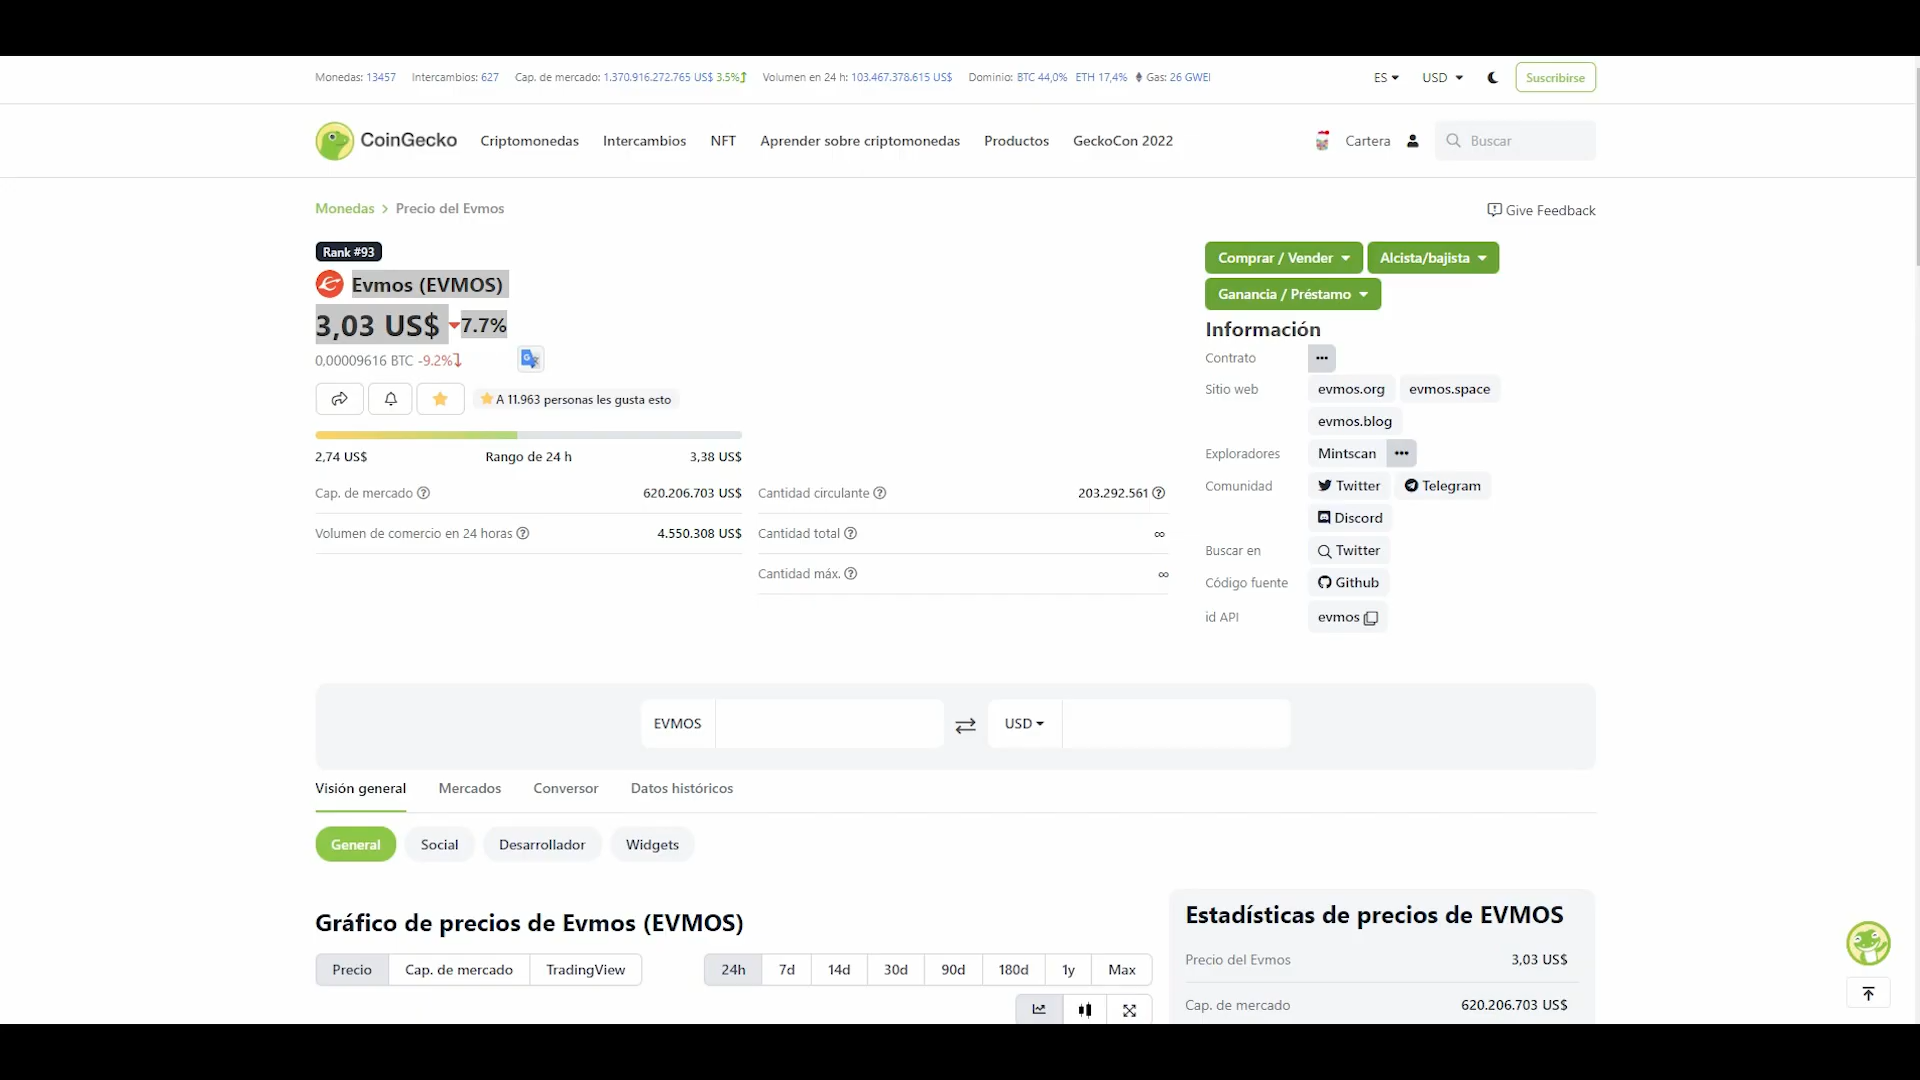 Monedas: 13457 Intercambios: 627 Cap. de mercado: 1.370.916.272.765 US$ 3.5% Volumen en 24 h: 103.467.378.615 US$ Dominio: BTC 44,0% ETH 17,4% Gas: 26 GWEI ES USD Suscribirse
CoinGecko Criptomonedas Intercambios NFT Aprender sobre criptomonedas Productos GeckoCon 2022 Cartera Buscar
Monedas > Precio del Evmos
Give Feedback
Rank #93
Evmos (EVMOS)
3,03 US$ 7.7%
0,00009616 BTC -9.2%
A 11.963 personas les gusta esto
2,74 US$ Rango de 24 h 3,38 US$
Cap. de mercado 620.206.703 US$
Volumen de comercio en 24 horas 4.550.308 US$
Cantidad circulante 203.292.561
Cantidad total ∞
Cantidad máx. ∞
Comprar / Vender Alcista/bajista
Ganancia / Préstamo
Información
Contrato
Sitio web evmos.org evmos.space
evmos.blog
Exploradores Mintscan
Comunidad Twitter Telegram
Discord
Buscar en Twitter
Código fuente Github
id API evmos
EVMOS USD
Visión general Mercados Conversor Datos históricos
General Social Desarrollador Widgets
Gráfico de precios de Evmos (EVMOS)
Precio Cap. de mercado TradingView 24h 7d 14d 30d 90d 180d 1y Max
Estadísticas de precios de EVMOS
Precio del Evmos 3,03 US$
Cap. de mercado 620.206.703 US$